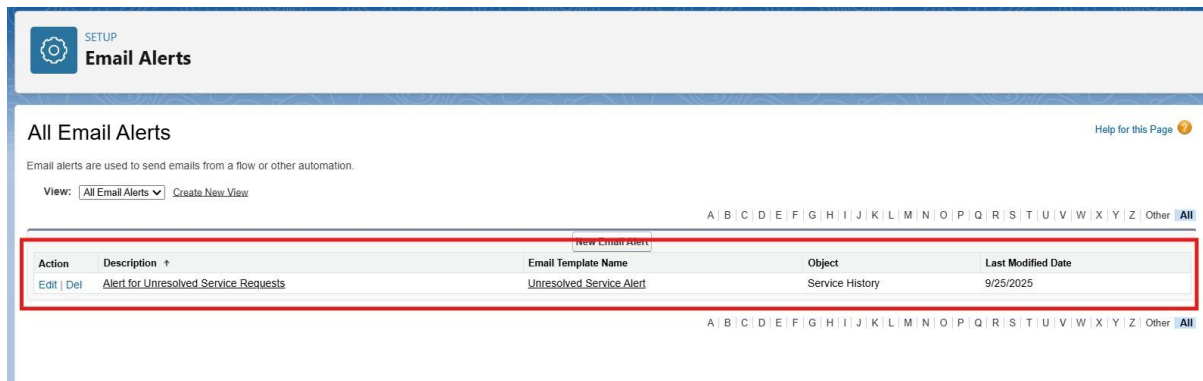 SETUP
Email Alerts
All Email Alerts
Help for this Page ?
Email alerts are used to send emails from a flow or other automation.
View: All Email Alerts Create New View
A | B | C | D | E | F | G | H | I | J | K | L | M | N | O | P | Q | R | S | T | U | V | W | X | Y | Z | Other All
New Email Alert
Action Description ↑ Email Template Name Object Last Modified Date
Edit | Del Alert for Unresolved Service Requests Unresolved Service Alert Service History 9/25/2025
A | B | C | D | E | F | G | H | I | J | K | L | M | N | O | P | Q | R | S | T | U | V | W | X | Y | Z | Other All